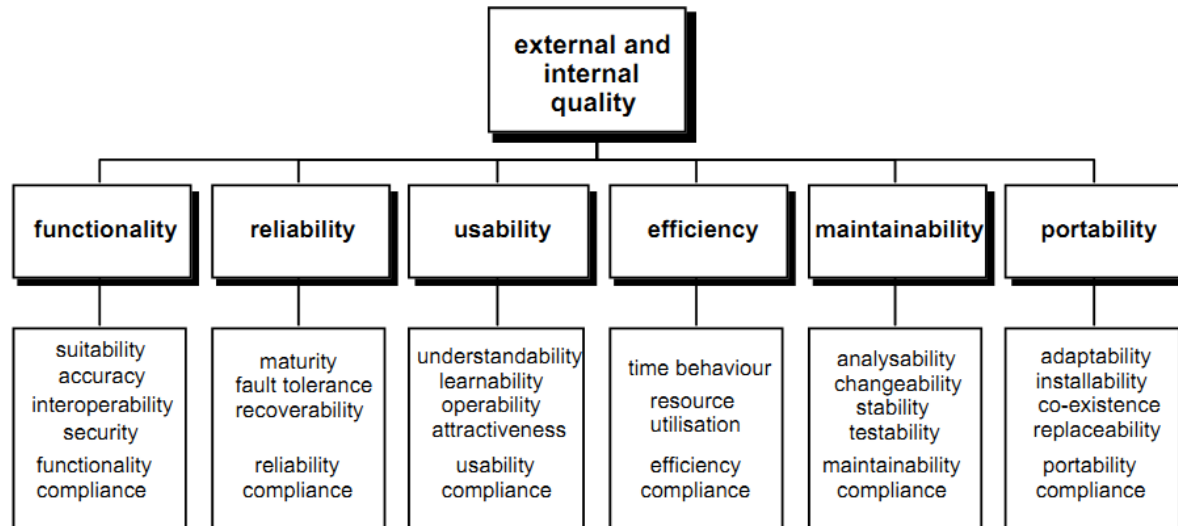 external and
internal
quality
functionality
reliability
usability
efficiency
maintainability
portability
suitability
accuracy
interoperability
security
functionality
compliance
maturity
fault tolerance
recoverability
reliability
compliance
understandability
learnability
operability
attractiveness
usability
compliance
time behaviour
resource
utilisation
efficiency
compliance
analysability
changeability
stability
testability
maintainability
compliance
adaptability
installability
co-existence
replaceability
portability
compliance